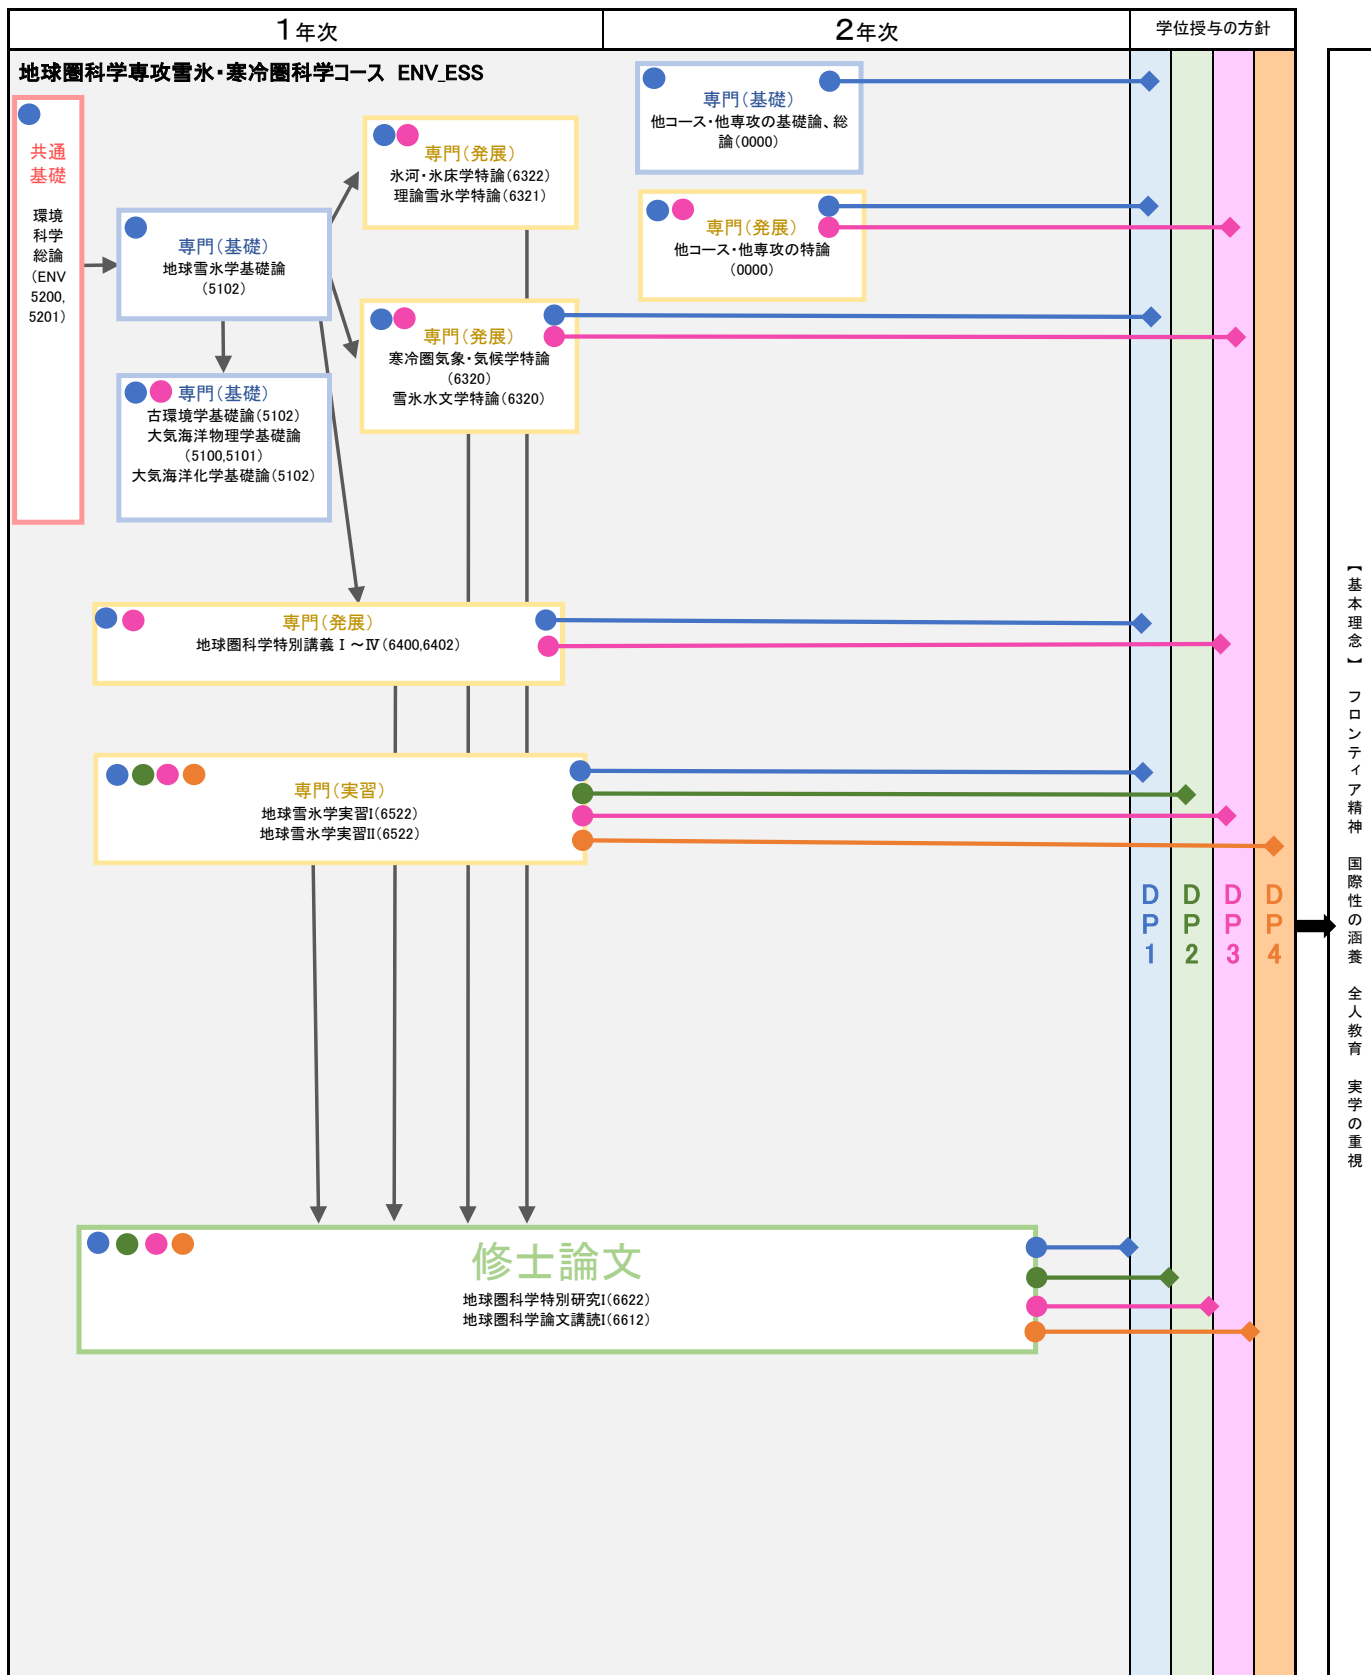 1年次
2年次
学位授与の方針
地球圏科学専攻雪氷・寒冷圏科学コース ENV_ESS
共通
基礎
環境
科学
総論
(ENV
5200,
5201)
専門(基礎)
地球雪氷学基礎論
(5102)
専門(基礎)
古環境学基礎論(5102)
大気海洋物理学基礎論
(5100,5101)
大気海洋化学基礎論(5102)
専門(発展)
氷河・氷床学特論(6322)
理論雪氷学特論(6321)
専門(発展)
寒冷圏気象・気候学特論
(6320)
雪氷水文学特論(6320)
専門(基礎)
他コース・他専攻の基礎論、総
論(0000)
専門(発展)
他コース・他専攻の特論
(0000)
専門(発展)
地球圏科学特別講義Ⅰ～Ⅳ(6400,6402)
専門(実習)
地球雪氷学実習I(6522)
地球雪氷学実習II(6522)
修士論文
地球圏科学特別研究I(6622)
地球圏科学論文講読I(6612)
DP1
DP2
DP3
DP4
【基本理念】 フロンティア精神 国際性の涵養 全人教育 実学の重視